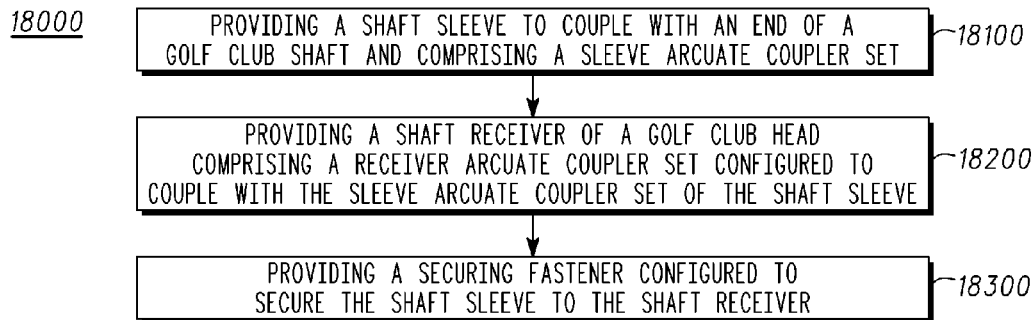 18000
PROVIDING A SHAFT SLEEVE TO COUPLE WITH AN END OF A
GOLF CLUB SHAFT AND COMPRISING A SLEEVE ARCUATE COUPLER SET
18100
PROVIDING A SHAFT RECEIVER OF A GOLF CLUB HEAD
COMPRISING A RECEIVER ARCUATE COUPLER SET CONFIGURED TO
COUPLE WITH THE SLEEVE ARCUATE COUPLER SET OF THE SHAFT SLEEVE
18200
PROVIDING A SECURING FASTENER CONFIGURED TO
SECURE THE SHAFT SLEEVE TO THE SHAFT RECEIVER
18300